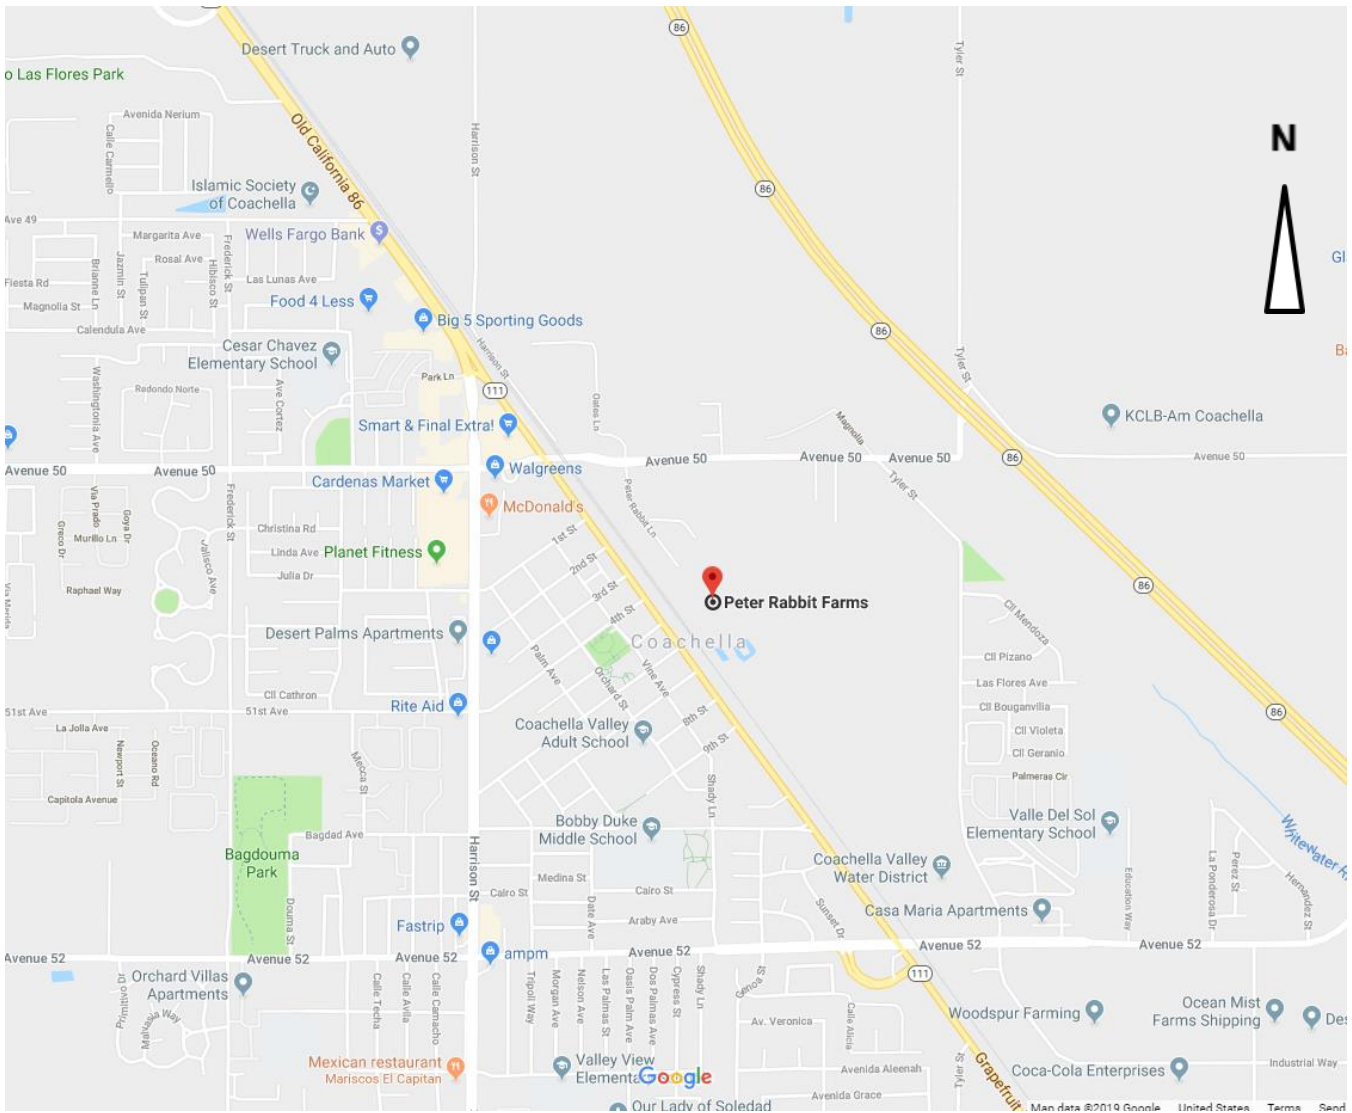 86
Desert Truck and Auto
Tyler St
o Las Flores Park
Avenida Nerium
Calle Carmello
Old California 86
Harrison St
N
Islamic Society
of Coachella
86
Ave 49
Wells Fargo Bank
Margarita Ave
Frederick St
Rosal Ave
Hibisco St
Brianne Ln
Jazmin St
Tulipan St
Las Lunas Ave
Fiesta Rd
Gl
Magnolia St
Food 4 Less
Big 5 Sporting Goods
Calendula Ave
86
Cesar Chavez
Elementary School
Harrison St
Ba
Tyler St
Park Ln
Washingtonia Ave
Redondo Norte
Ave Cortez
111
Oates Ln
Magnolia
KCLB-Am Coachella
Smart & Final Extra!
Avenue 50
Avenue 50
Walgreens
Avenue 50
Avenue 50
Avenue 50
86
Avenue 50
Cardenas Market
Tyler St
Via Prado
Goya Dr
Frederick St
McDonald's
Peter Rabbit Ln
Greco Dr
Murillo Ln
Christina Rd
1st St
Jalisco Ave
Linda Ave
Planet Fitness
2nd St
Julia Dr
86
Raphael Way
3rd St
Via Merida
Peter Rabbit Farms
4th St
Cll Mendoza
Desert Palms Apartments
Coachella
Cll Pizano
Palm Ave
Vine Ave
Orchard St
Las Flores Ave
Cll Cathron
Rite Aid
Cll Bouganvilia
51st Ave
51st Ave
8th St
86
La Jolla Ave
Coachella Valley
Adult School
Cll Violeta
9th St
Cll Geranio
Newport St
Oceano Rd
Mecca St
Palmeras Cir
Shady Ln
Capitola Avenue
Valle Del Sol
Elementary School
Bobby Duke
Middle School
Bagdad Ave
Harrison St
Whitewater R
Bagdouma
Park
Coachella Valley
Water District
La Ponderosa Dr
Perez St
Medina St
Education Way
Hernandez St
Cairo St
Cairo St
Douma St
Date Ave
Sunset Dr
Casa Maria Apartments
Fastrip
Araby Ave
Avenue 52
Avenue 52
Avenue 52
ampm
Avenue 52
Avenue 52
Avenue 52
111
Orchard Villas
Apartments
Primitivo Dr
Malvasia Way
Calle Techa
Calle Avila
Calle Camacho
Tripoli Way
Morgan Ave
Nelson Ave
Las Palmas St
Oasis Palm Ave
Dos Palmas Ave
Cypress St
Shady Ln
Genoa St
Calle Alicia
Av. Veronica
Woodspur Farming
Ocean Mist
Farms Shipping
Des
Mexican restaurant
Mariscos El Capitan
Valley View
Elementa
Google
Avenida Aleenah
Grapefruit
Tyler St
Coca-Cola Enterprises
Industrial Way
Avenida Grace
Our Lady of Soledad
Map data ©2019 Google United States Terms Send